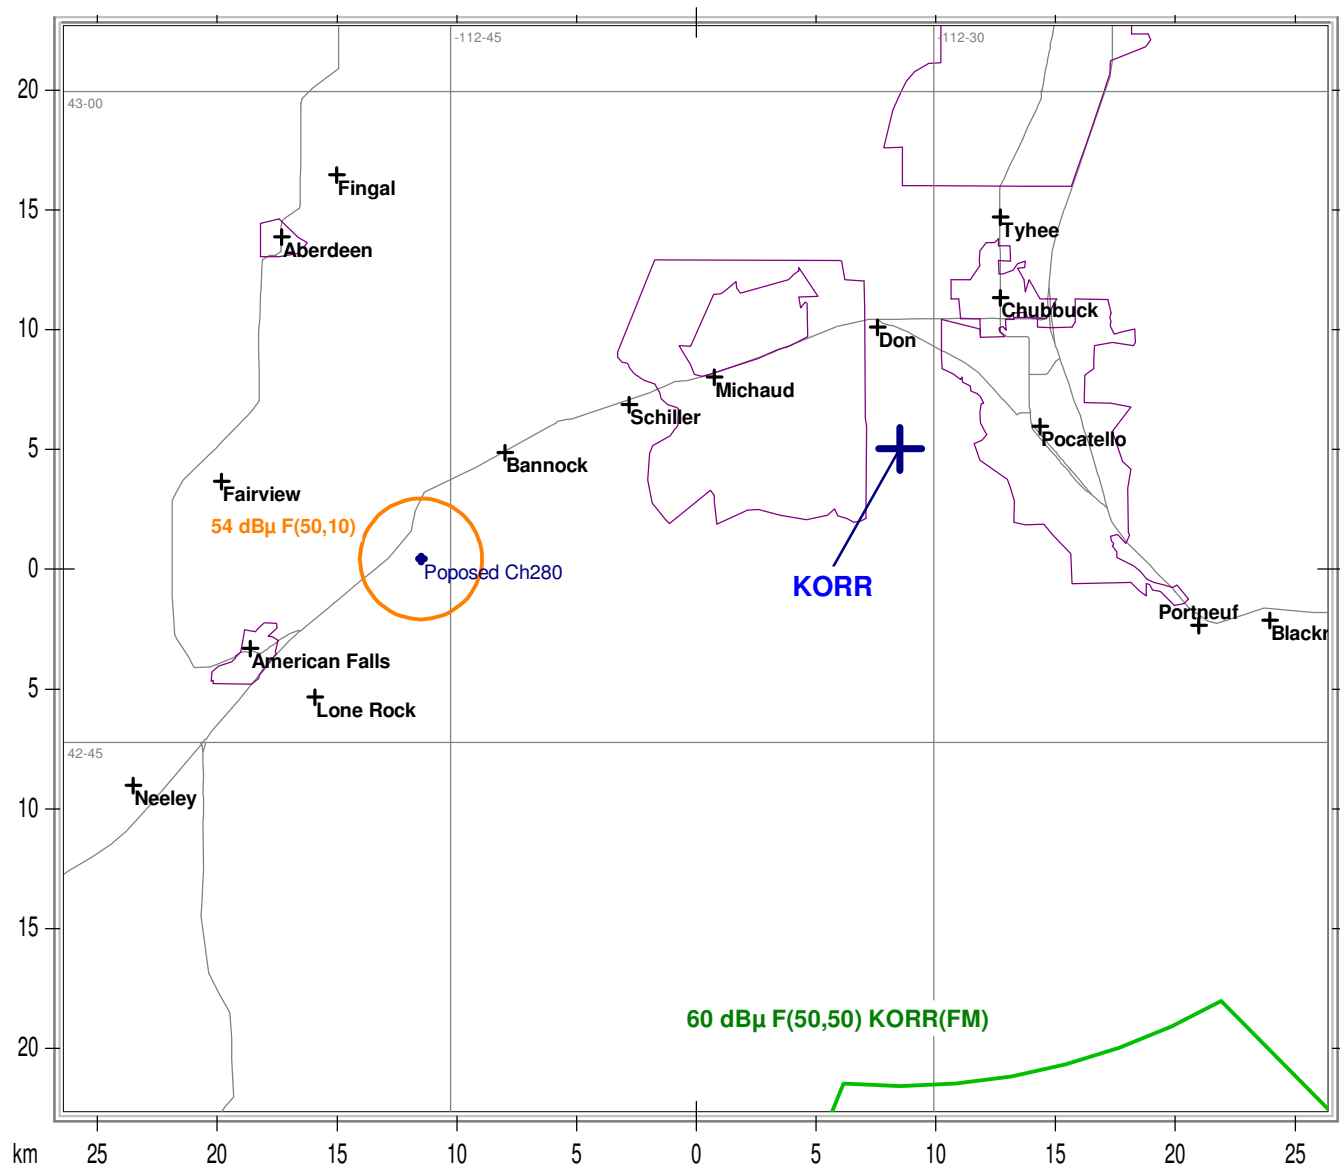 -112-45
-112-30
20
43-00
Fingal
15
Tyhee
Aberdeen
Chubbuck
10
Don
Michaud
Schiller
Pocatello
5
Bannock
Fairview
54 dBµ F(50,10)
0
Poposed Ch280
KORR
Portneuf
Blackr
American Falls
5
Lone Rock
42-45
Neeley
10
15
60 dBµ F(50,50) KORR(FM)
20
km 25 20 15 10 5 0 5 10 15 20 25